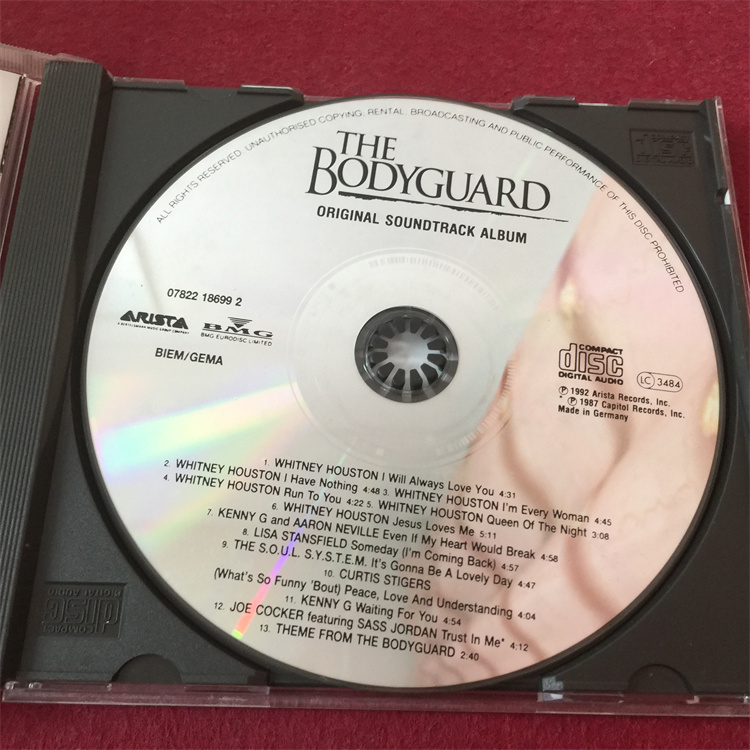 ALL RIGHTS RESERVED. UNAUTHORISED COPYING, RENTAL, BROADCASTING AND PUBLIC PERFORMANCE OF THIS DISC PROHIBITED
THE
BODYGUARD
ORIGINAL SOUNDTRACK ALBUM
07822 18699 2
ARISTA
BMG
BMG EURODISC LIMITED
BIEM/GEMA
COMPACT
disc
DIGITAL AUDIO
LC 3484
℗ 1992 Arista Records, Inc.
* ℗ 1987 Capitol Records, Inc.
Made in Germany
1. WHITNEY HOUSTON I Will Always Love You 4:31
2. WHITNEY HOUSTON I Have Nothing 4:48 3. WHITNEY HOUSTON I'm Every Woman 4:45
4. WHITNEY HOUSTON Run To You 4:22 5. WHITNEY HOUSTON Queen Of The Night 3:08
6. WHITNEY HOUSTON Jesus Loves Me 5:11
7. KENNY G and AARON NEVILLE Even If My Heart Would Break 4:58
8. LISA STANSFIELD Someday (I'm Coming Back) 4:57
9. THE S.O.U.L. S.Y.S.T.E.M. It's Gonna Be A Lovely Day 4:47
10. CURTIS STIGERS
(What's So Funny 'Bout) Peace, Love And Understanding 4:04
11. KENNY G Waiting For You 4:54
12. JOE COCKER featuring SASS JORDAN Trust In Me* 4:12
13. THEME FROM THE BODYGUARD 2:40
COMPACT
disc
DIGITAL AUDIO